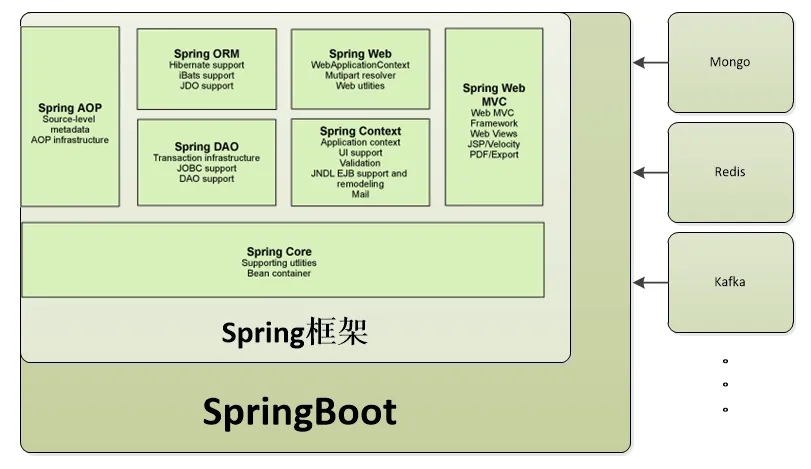 Spring AOP
Source-level
metadata
AOP infrastructure
Spring ORM
Hibernate support
iBats support
JDO support
Spring DAO
Transaction infrastructure
JOBC support
DAO support
Spring Web
WebApplicationContext
Mutipart resolver
Web utlities
Spring Context
Application context
UI support
Validation
JNDL EJB support and
remodeling
Mail
Spring Web
MVC
Web MVC
Framework
Web Views
JSP/Velocity
PDF/Export
Spring Core
Supporting utlities
Bean container
Spring框架
SpringBoot
Mongo
Redis
Kafka